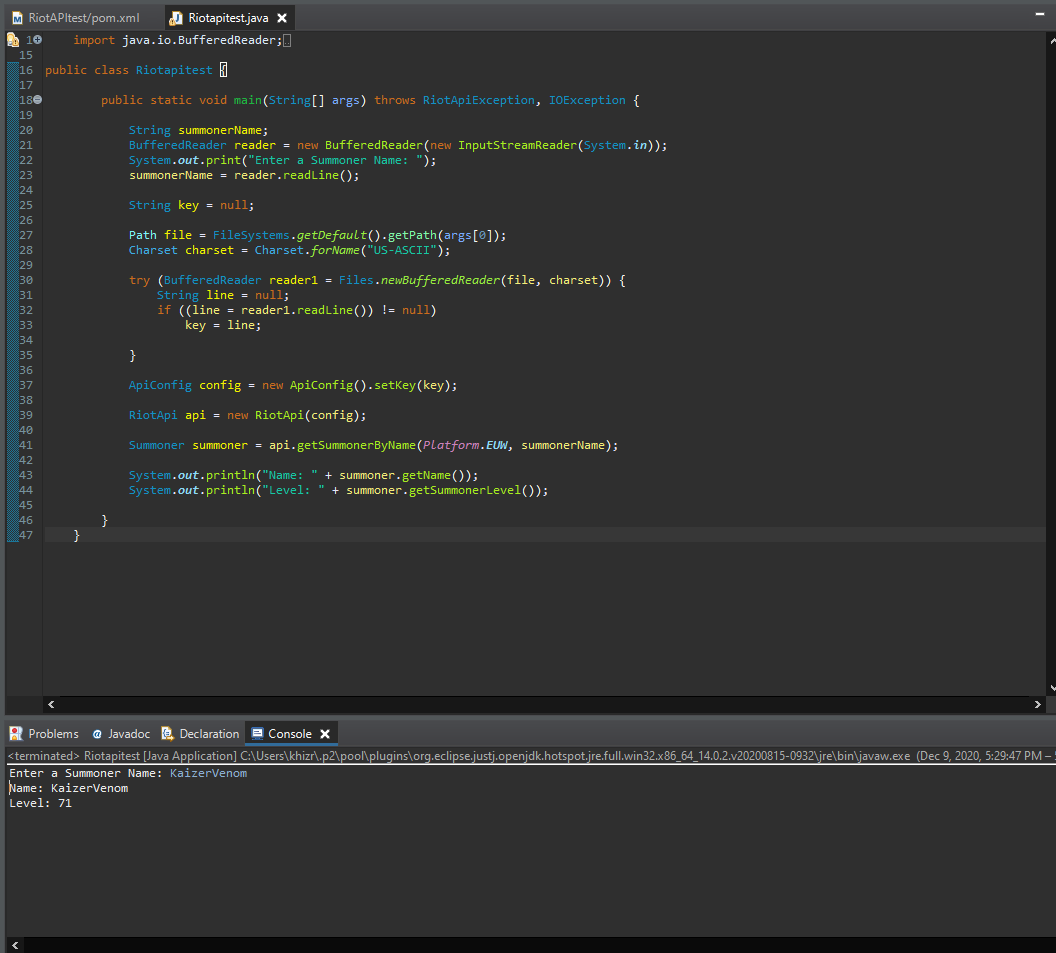 RiotAPItest/pom.xml Riotapitest.java
1 import java.io.BufferedReader;
15
16 public class Riotapitest {
17
18 public static void main(String[] args) throws RiotApiException, IOException {
19
20 String summonerName;
21 BufferedReader reader = new BufferedReader(new InputStreamReader(System.in));
22 System.out.print("Enter a Summoner Name: ");
23 summonerName = reader.readLine();
24
25 String key = null;
26
27 Path file = FileSystems.getDefault().getPath(args[0]);
28 Charset charset = Charset.forName("US-ASCII");
29
30 try (BufferedReader reader1 = Files.newBufferedReader(file, charset)) {
31 String line = null;
32 if ((line = reader1.readLine()) != null)
33 key = line;
34
35 }
36
37 ApiConfig config = new ApiConfig().setKey(key);
38
39 RiotApi api = new RiotApi(config);
40
41 Summoner summoner = api.getSummonerByName(Platform.EUW, summonerName);
42
43 System.out.println("Name: " + summoner.getName());
44 System.out.println("Level: " + summoner.getSummonerLevel());
45
46 }
47 }
Problems @ Javadoc Declaration Console
<terminated> Riotapitest [Java Application] C:\Users\khizr\.p2\pool\plugins\org.eclipse.justj.openjdk.hotspot.jre.full.win32.x86_64_14.0.2.v20200815-0932\jre\bin\javaw.exe (Dec 9, 2020, 5:29:47 PM –
Enter a Summoner Name: KaizerVenom
Name: KaizerVenom
Level: 71